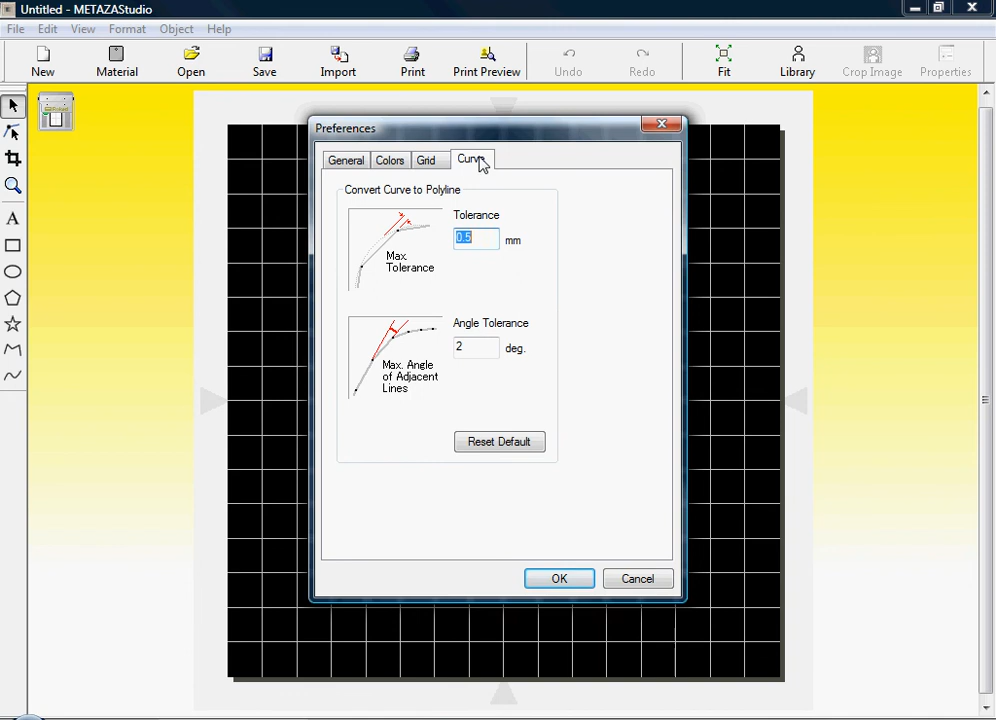 Untitled - METAZAStudio
File Edit View Format Object Help
New Material Open Save Import Print Print Preview Undo Redo Fit Library Crop Image Properties
Preferences
General Colors Grid Curve
Convert Curve to Polyline
Tolerance
0.5 mm
Max.
Tolerance
Angle Tolerance
2 deg.
Max. Angle
of Adjacent
Lines
Reset Default
OK Cancel
A